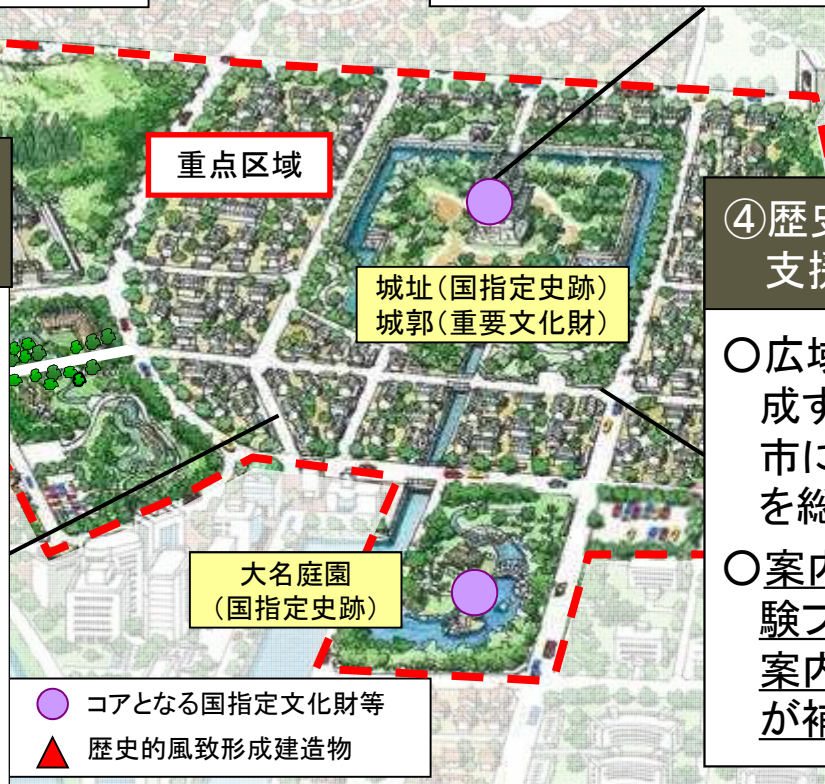 重点区域
城址（国指定史跡）
城郭（重要文化財）
大名庭園
（国指定史跡）
コアとなる国指定文化財等
歴史的風致形成建造物
④歴史
支援
○広域
成す
市に
を総
○案内
験プ
案内
が補